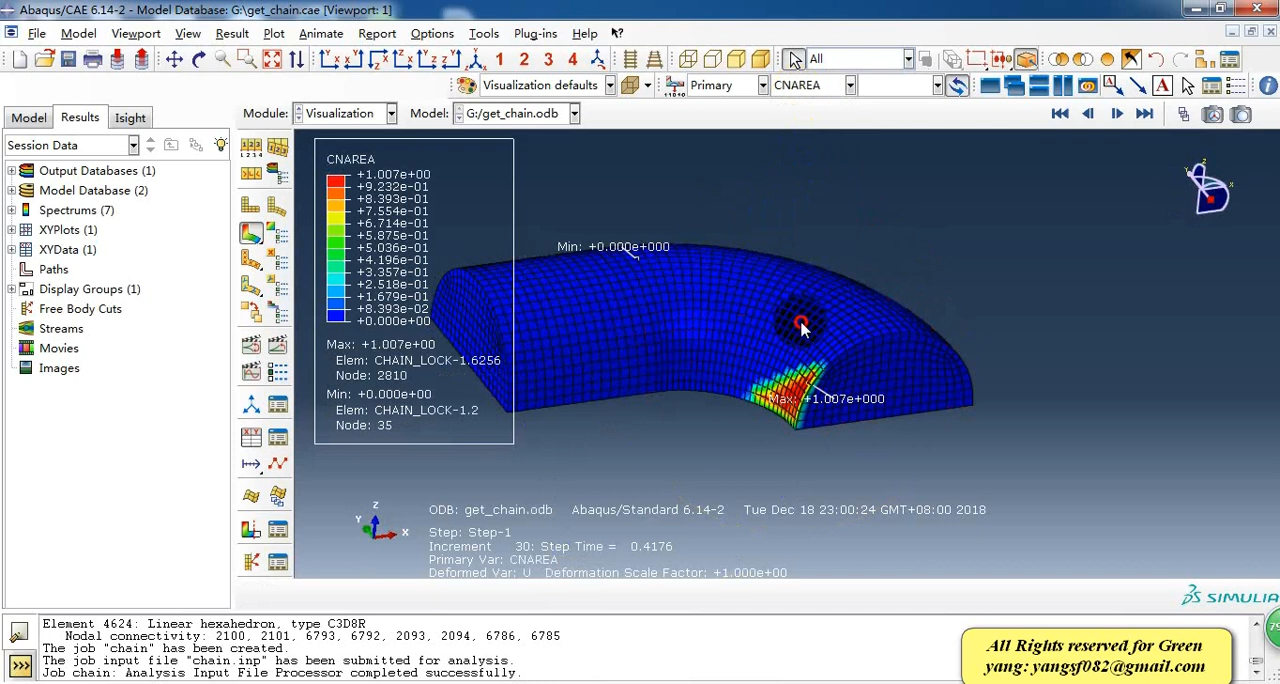 Abaqus/CAE 6.14-2 - Model Database: G:\get_chain.cae [Viewport: 1]
File Model Viewport View Result Plot Animate Report Options Tools Plug-ins Help
1 2 3 4 All
Visualization defaults Primary CNAREA
Model Results Isight Module: Visualization Model: G:/get_chain.odb
Session Data
Output Databases (1)
Model Database (2)
Spectrums (7)
XYPlots (1)
XYData (1)
Paths
Display Groups (1)
Free Body Cuts
Streams
Movies
Images
CNAREA
+1.007e+00
+9.232e-01
+8.393e-01
+7.554e-01
+6.714e-01
+5.875e-01
+5.036e-01
+4.196e-01
+3.357e-01
+2.518e-01
+1.679e-01
+8.393e-02
+0.000e+00
Max: +1.007e+00
Elem: CHAIN_LOCK-1.6256
Node: 2810
Min: +0.000e+00
Elem: CHAIN_LOCK-1.2
Node: 35
Min: +0.000e+000
Max: +1.007e+000
Z
Y
X
ODB: get_chain.odb Abaqus/Standard 6.14-2 Tue Dec 18 23:00:24 GMT+08:00 2018
Step: Step-1
Increment 30: Step Time = 0.4176
Primary Var: CNAREA
Deformed Var: U Deformation Scale Factor: +1.000e+00
SIMULIA
Element 4624: Linear hexahedron, type C3D8R
Nodal connectivity: 2100, 2101, 6793, 6792, 2093, 2094, 6786, 6785
The job "chain" has been created.
The job input file "chain.inp" has been submitted for analysis.
Job chain: Analysis Input File Processor completed successfully.
All Rights reserved for Green
yang: yangsf082@gmail.com